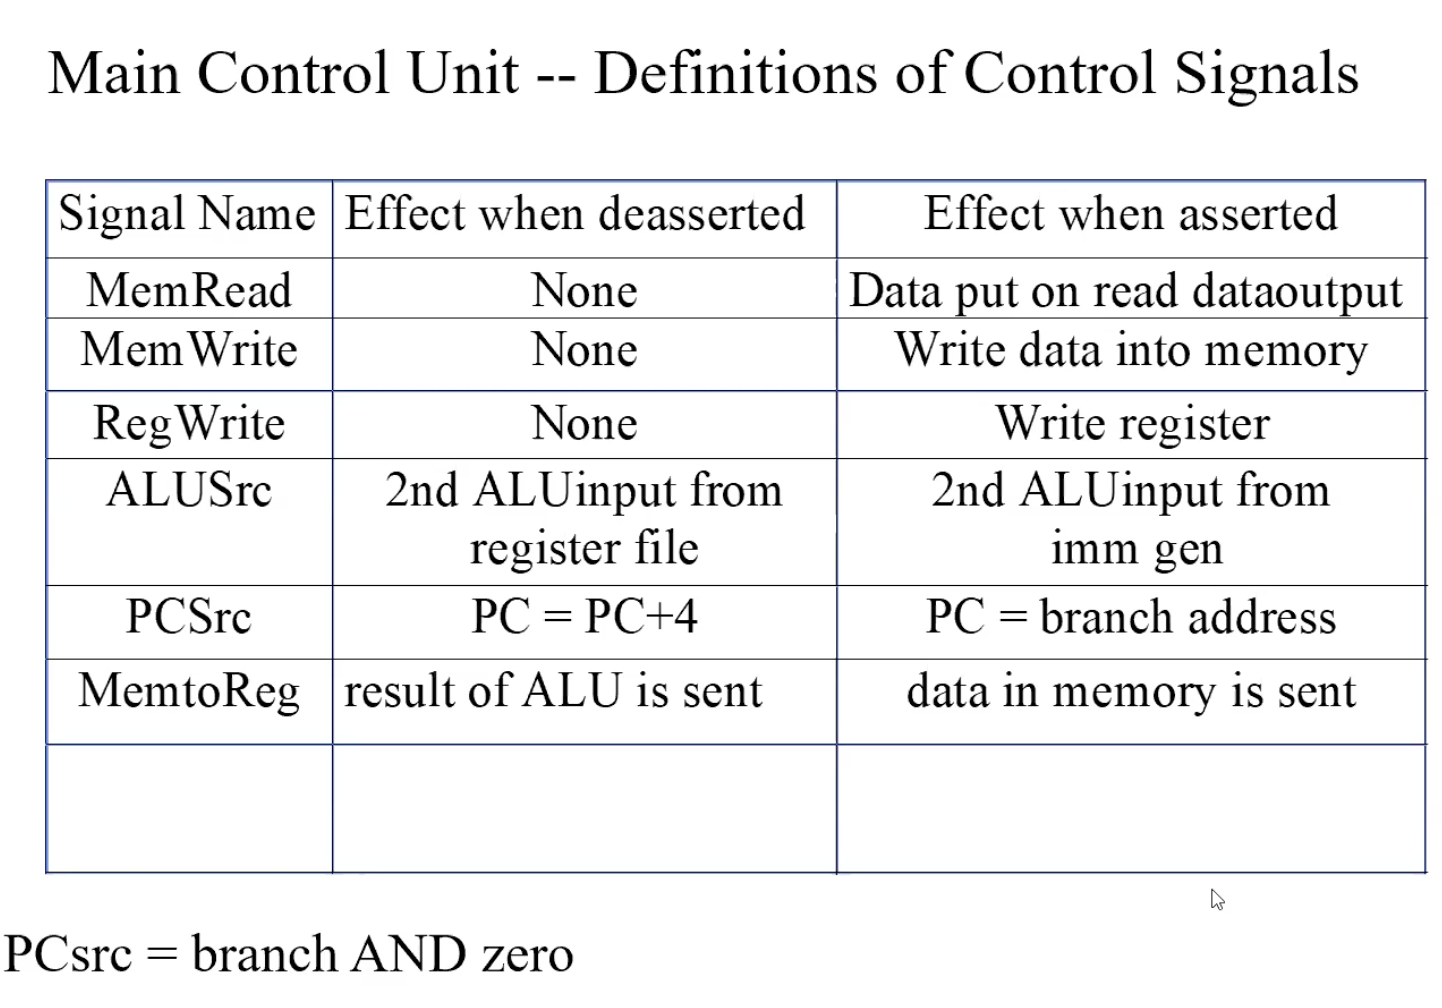 Main Control Unit -- Definitions of Control Signals
Signal Name Effect when deasserted Effect when asserted
MemRead None Data put on read dataoutput
MemWrite None Write data into memory
RegWrite None Write register
ALUSrc 2nd ALUinput from 2nd ALUinput from
register file imm gen
PCSrc PC = PC+4 PC = branch address
MemtoReg result of ALU is sent data in memory is sent
PCsrc = branch AND zero